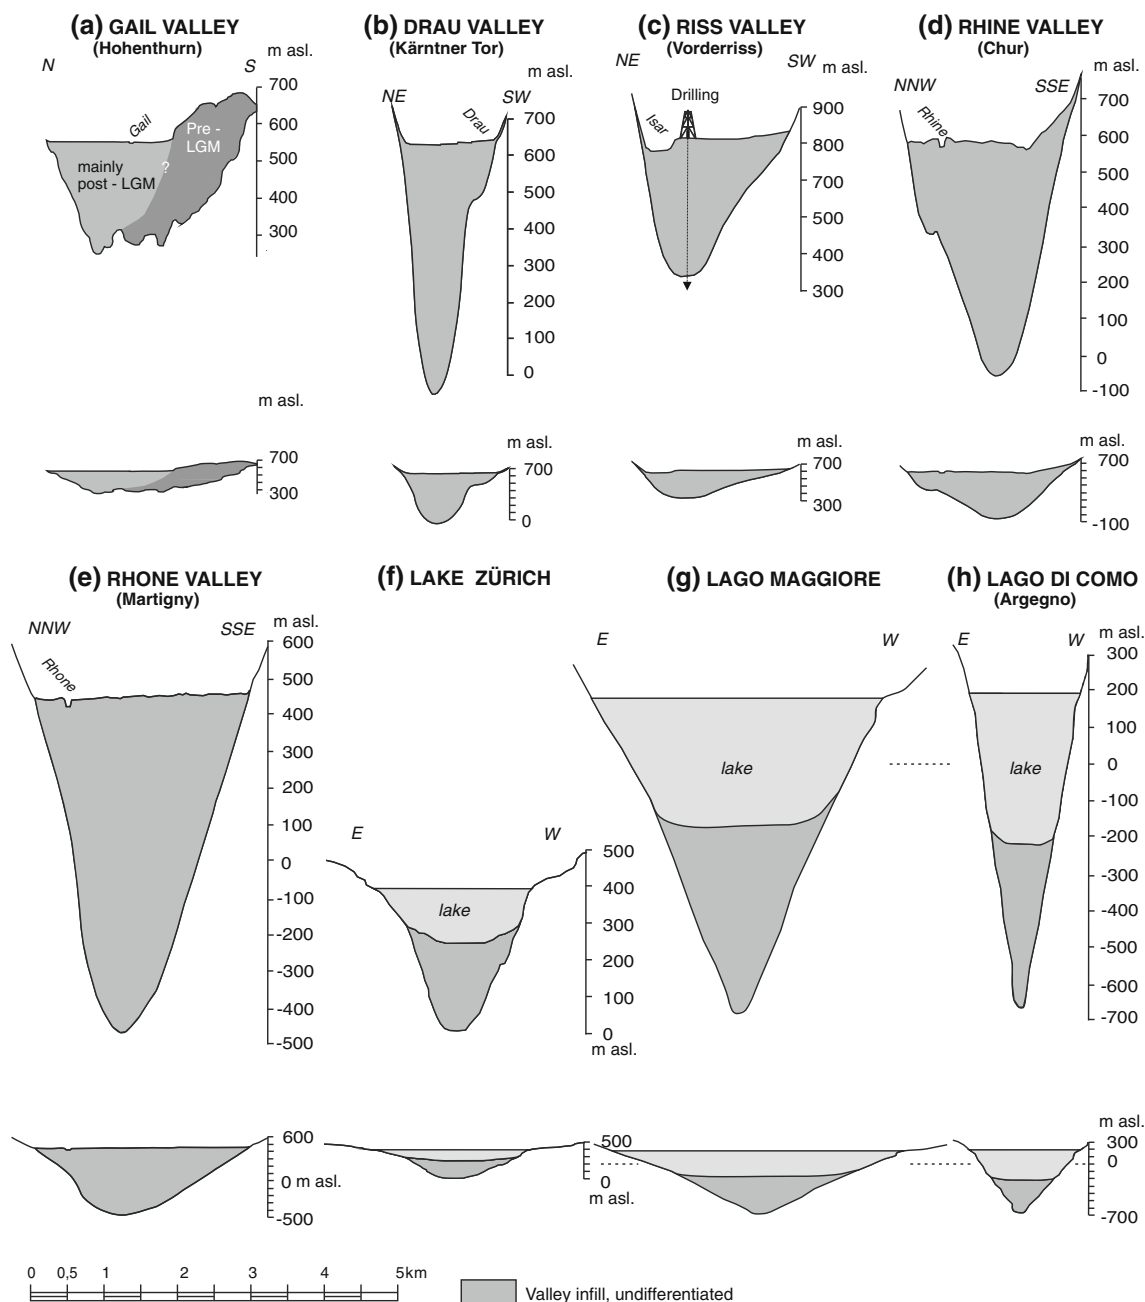 (a) GAIL VALLEY
(Hohenthurn)
N
S
m asl.
700
600
500
400
300
Gail
mainly
post - LGM
?
Pre -
LGM
m asl.
700
300
(b) DRAU VALLEY
(Kärntner Tor)
m asl.
NE
SW
Drau
700
600
500
400
300
200
100
0
m asl.
700
0
(c) RISS VALLEY
(Vorderriss)
NE
SW
m asl.
Drilling
Isar
900
800
700
600
500
400
300
m asl.
700
300
(d) RHINE VALLEY
(Chur)
m asl.
NNW
SSE
Rhine
700
600
500
400
300
200
100
0
-100
m asl.
700
-100
(e) RHONE VALLEY
(Martigny)
NNW
SSE
m asl.
Rhone
600
500
400
300
200
100
0
-100
-200
-300
-400
-500
600
0 m asl.
-500
(f) LAKE ZÜRICH
E
W
lake
500
400
300
200
100
0
m asl.
500
0
m asl.
(g) LAGO MAGGIORE
E
W
lake
(h) LAGO DI COMO
(Argegno)
E
W
m asl.
lake
300
200
100
0
-100
-200
-300
-400
-500
-600
-700
m asl.
300
0
-700
0 0,5 1 2 3 4 5 km
Valley infill, undifferentiated